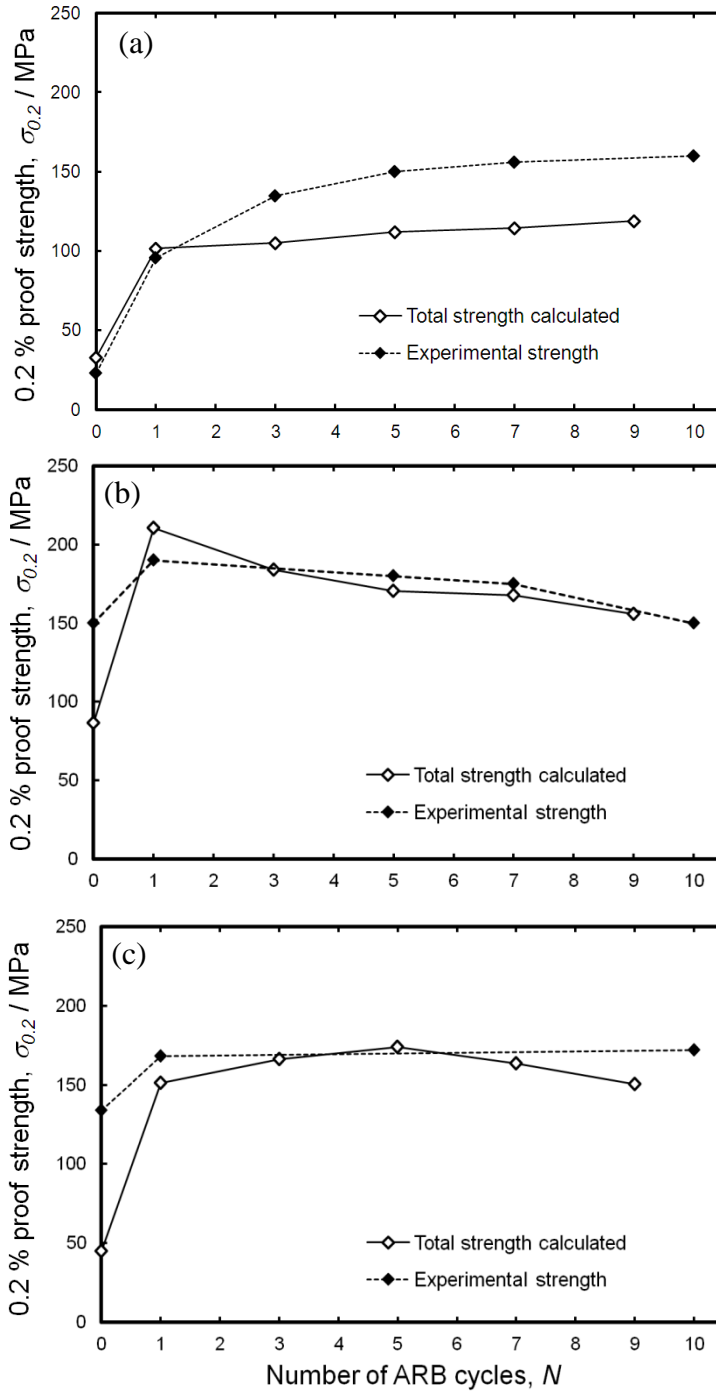 (a)
0.2 % proof strength, σ0.2 / MPa
250
200
150
100
50
0
Total strength calculated
Experimental strength
0 1 2 3 4 5 6 7 8 9 10
(b)
0.2 % proof strength, σ0.2 / MPa
250
200
150
100
50
0
Total strength calculated
Experimental strength
0 1 2 3 4 5 6 7 8 9 10
(c)
0.2 % proof strength, σ0.2 / MPa
250
200
150
100
50
0
Total strength calculated
Experimental strength
0 1 2 3 4 5 6 7 8 9 10
Number of ARB cycles, N